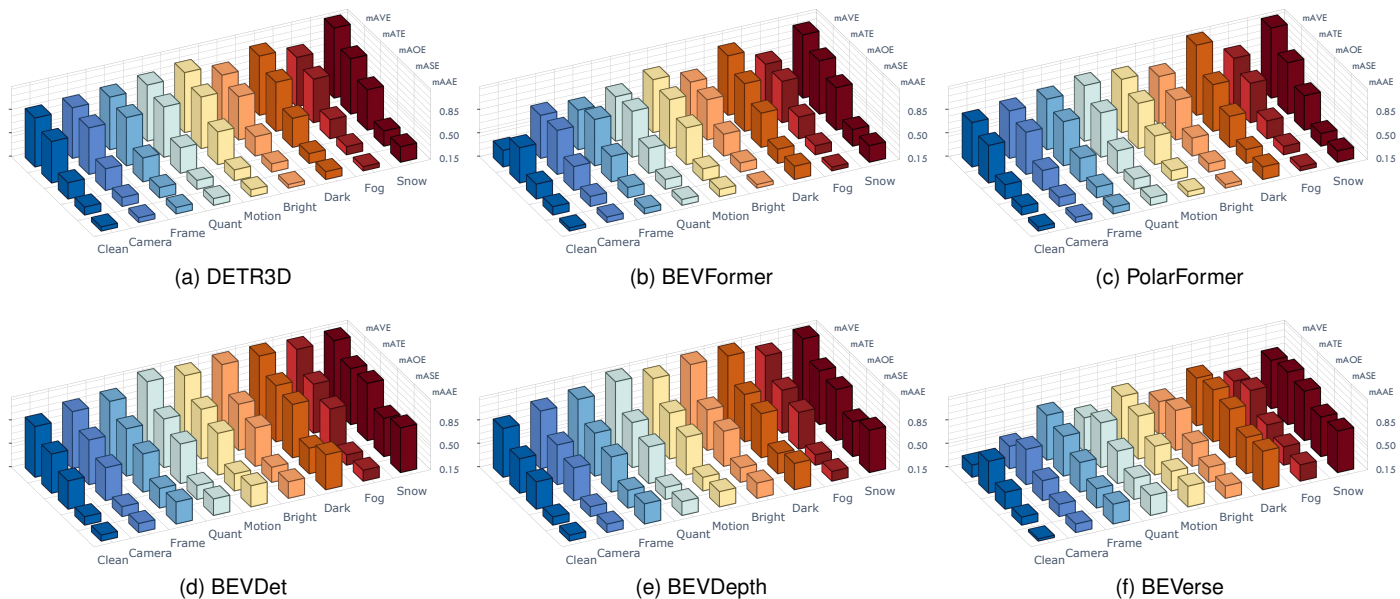 mAVE
mATE
mAOE
mASE
mAAE
0.85
0.50
0.15
Clean
Camera
Frame
Quant
Motion
Bright
Dark
Fog
Snow
(a) DETR3D
mAVE
mATE
mAOE
mASE
mAAE
0.85
0.50
0.15
Clean
Camera
Frame
Quant
Motion
Bright
Dark
Fog
Snow
(b) BEVFormer
mAVE
mATE
mAOE
mASE
mAAE
0.85
0.50
0.15
Clean
Camera
Frame
Quant
Motion
Bright
Dark
Fog
Snow
(c) PolarFormer
mAVE
mATE
mAOE
mASE
mAAE
0.85
0.50
0.15
Clean
Camera
Frame
Quant
Motion
Bright
Dark
Fog
Snow
(d) BEVDet
mAVE
mATE
mAOE
mASE
mAAE
0.85
0.50
0.15
Clean
Camera
Frame
Quant
Motion
Bright
Dark
Fog
Snow
(e) BEVDepth
mAVE
mATE
mAOE
mASE
mAAE
0.85
0.50
0.15
Clean
Camera
Frame
Quant
Motion
Bright
Dark
Fog
Snow
(f) BEVerse